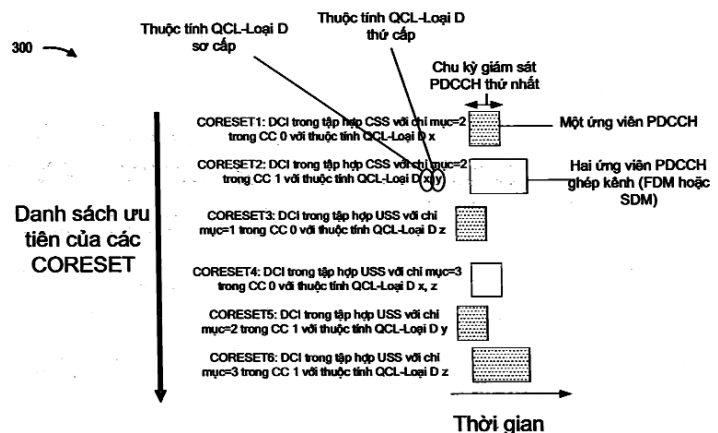 Thuộc tính QCL-Loại D
sơ cấp
Thuộc tính QCL-Loại D
thứ cấp
300
Chu kỳ giám sát
PDCCH thứ nhất
CORESET1: DCI trong tập hợp CSS với chỉ mục=2
trong CC 0 với thuộc tính QCL-Loại D x
Một ứng viên PDCCH
CORESET2: DCI trong tập hợp CSS với chỉ mục=2
trong CC 1 với thuộc tính QCL-Loại D x y
Hai ứng viên PDCCH
ghép kênh (FDM hoặc
SDM)
Danh sách ưu
tiên của các
CORESET
CORESET3: DCI trong tập hợp USS với chỉ
mục=1 trong CC 0 với thuộc tính QCL-Loại D z
CORESET4: DCI trong tập hợp USS với chỉ mục=3
trong CC 0 với thuộc tính QCL-Loại D x, z
CORESET5: DCI trong tập hợp USS với chỉ
mục=2 trong CC 1 với thuộc tính QCL-Loại D y
CORESET6: DCI trong tập hợp USS với chỉ
mục=3 trong CC 1 với thuộc tính QCL-Loại D z
Thời gian